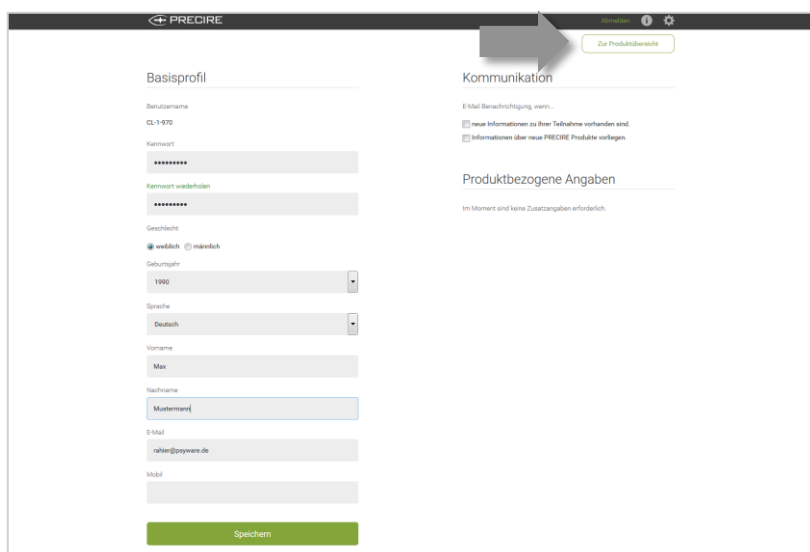 PRECIRE
Abmelden
Zur Produktübersicht
Basisprofil
Benutzername
CL-1-970
Kennwort
•••••••••
Kennwort wiederholen
•••••••••
Geschlecht
weiblich männlich
Geburtsjahr
1990
Sprache
Deutsch
Vorname
Max
Nachname
Mustermann
E-Mail
rahier@psyware.de
Mobil
Speichern
Kommunikation
E-Mail Benachrichtigung, wenn...
neue Informationen zu Ihrer Teilnahme vorhanden sind.
Informationen über neue PRECIRE Produkte vorliegen.
Produktbezogene Angaben
Im Moment sind keine Zusatzangaben erforderlich.